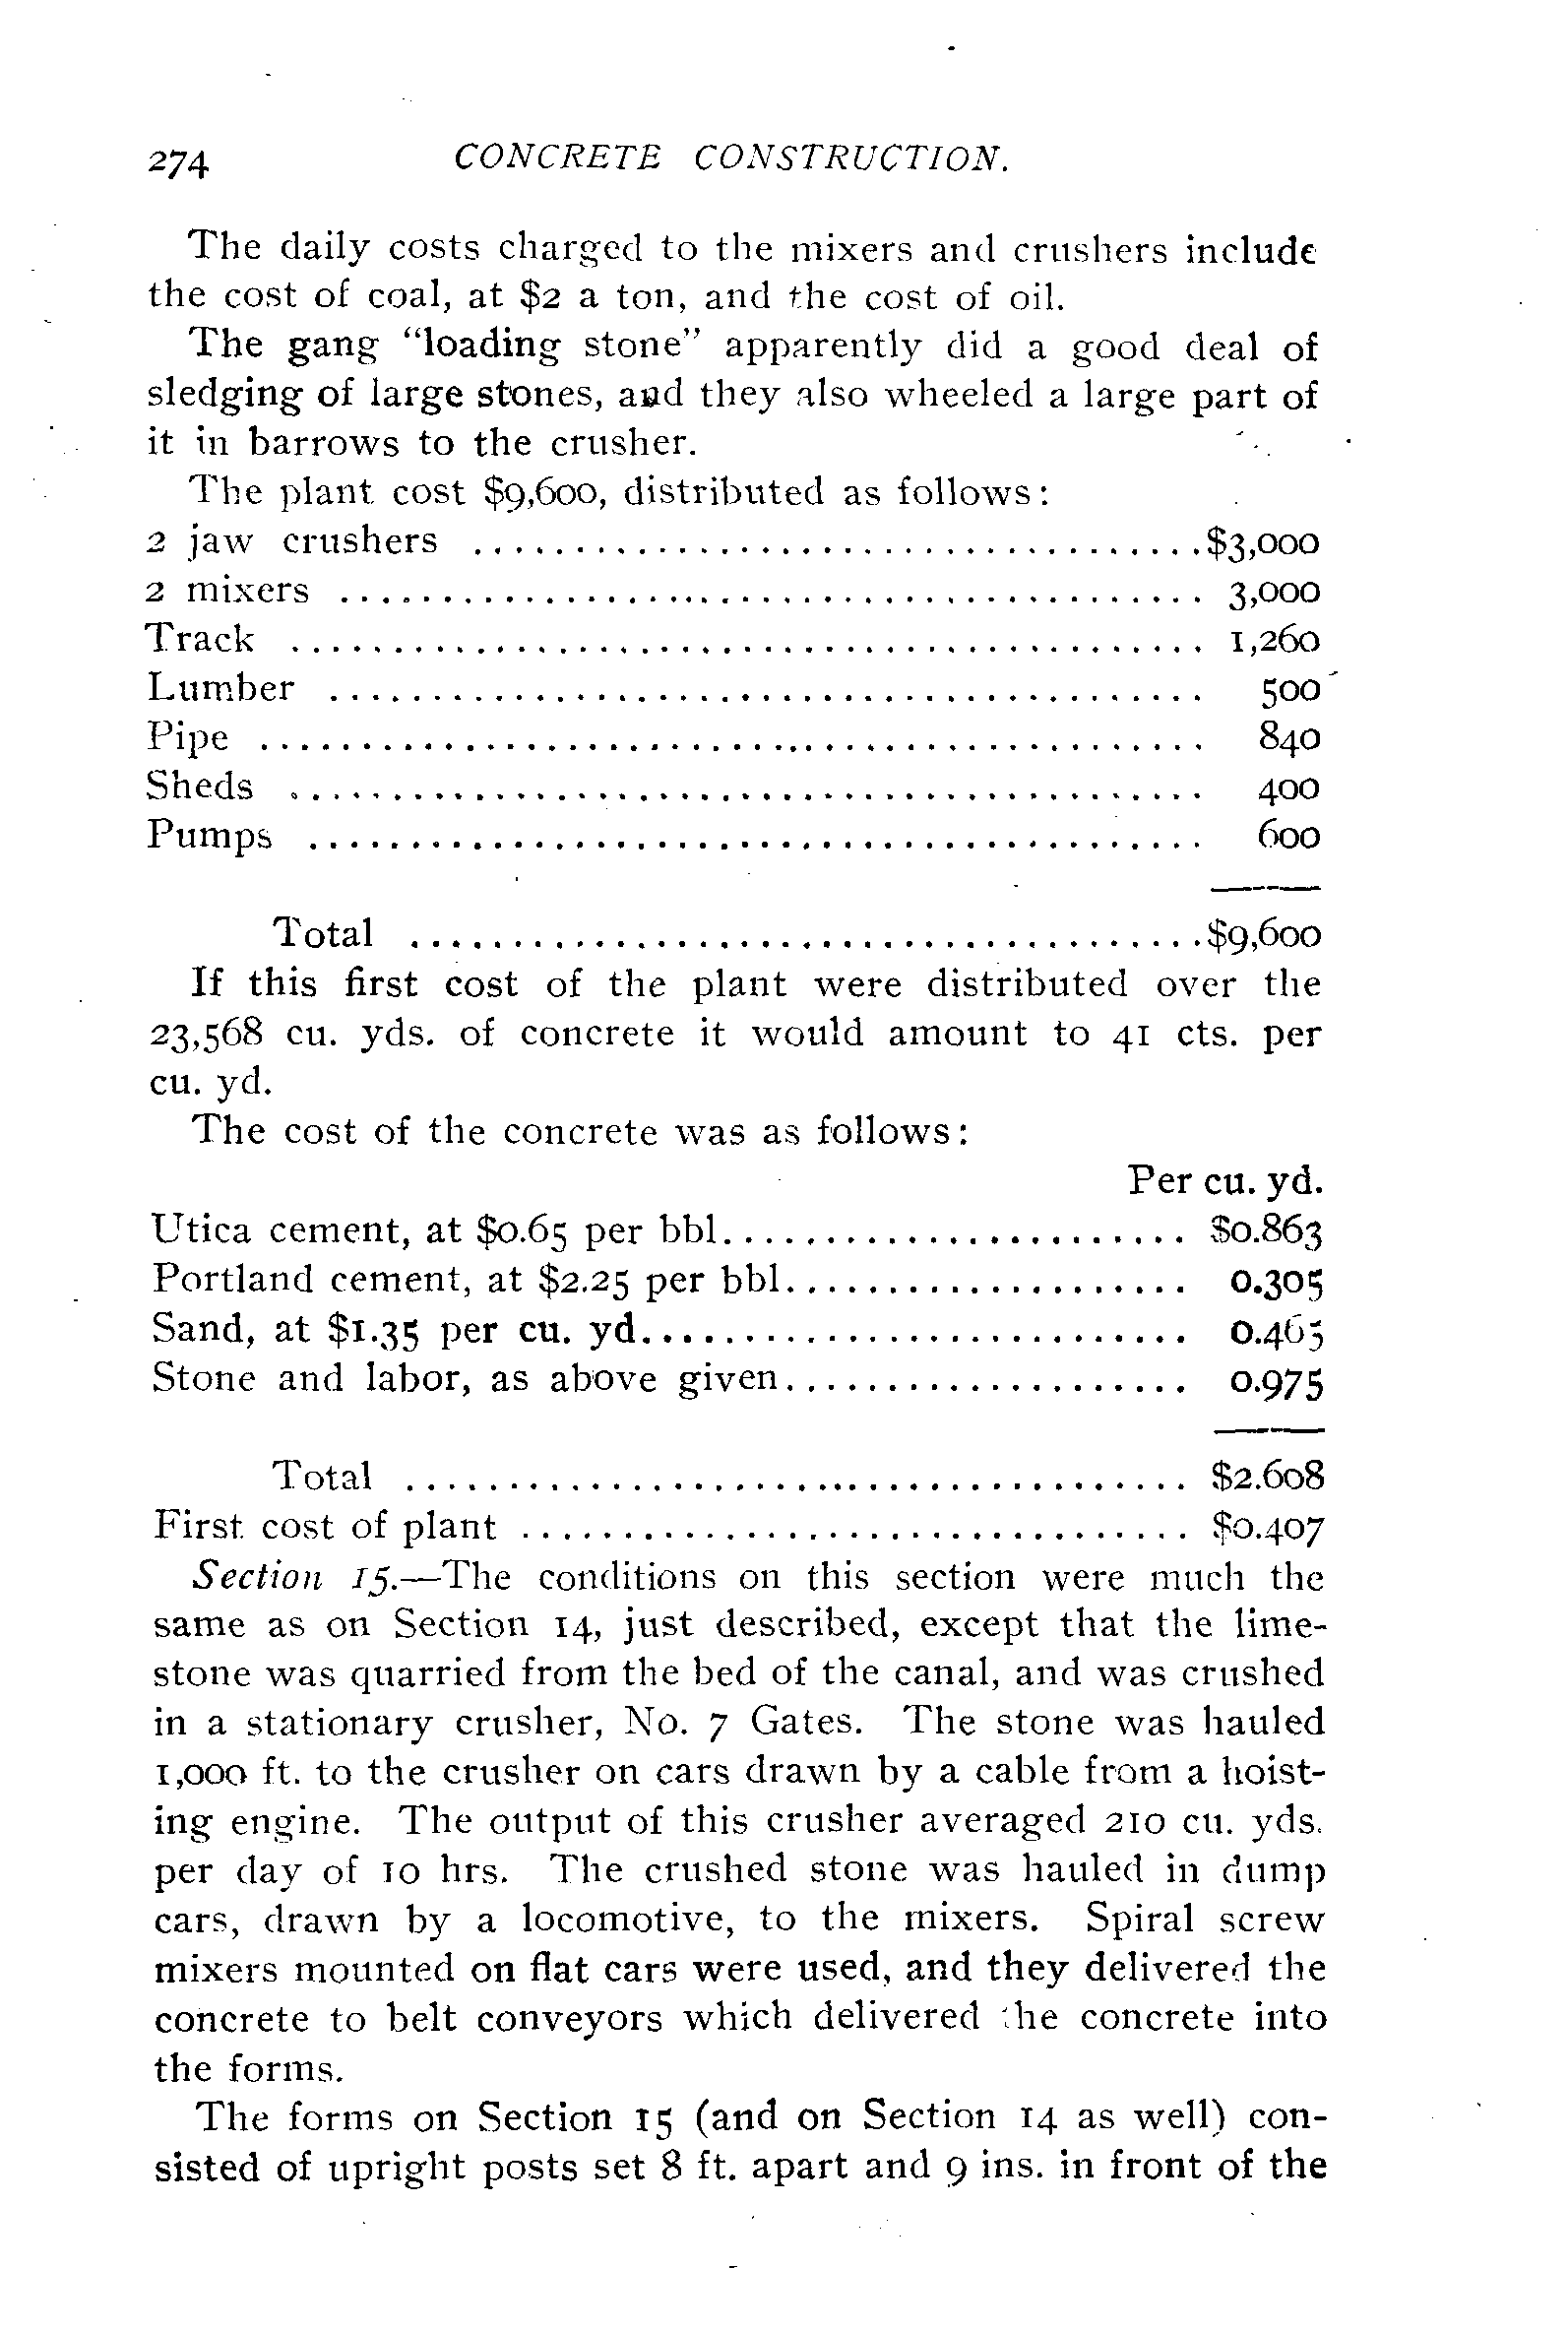 274 CONCRETE CONSTRUCTION.
The daily costs charged to the mixers and crushers include
the cost of coal, at $2 a ton, and the cost of oil.
The gang "loading stone" apparently did a good deal of
sledging of large stones, and they also wheeled a large part of
it in barrows to the crusher.
The plant cost $9,600, distributed as follows:
2 jaw crushers ....................................$3,000
2 mixers .......................................... 3,000
Track ............................................. 1,260
Lumber ........................................... 500
Pipe .............................................. 840
Sheds ............................................. 400
Pumps ............................................ 600
Total .......................................$9,600
If this first cost of the plant were distributed over the
23,568 cu. yds. of concrete it would amount to 41 cts. per
cu. yd.
The cost of the concrete was as follows:
Per cu. yd.
Utica cement, at $0.65 per bbl....................... $0.863
Portland cement, at $2.25 per bbl.................... 0.305
Sand, at $1.35 per cu. yd........................... 0.465
Stone and labor, as above given.................... 0.975
Total ...................................... $2.608
First cost of plant ................................. $0.407
Section 15.—The conditions on this section were much the
same as on Section 14, just described, except that the lime-
stone was quarried from the bed of the canal, and was crushed
in a stationary crusher, No. 7 Gates. The stone was hauled
1,000 ft. to the crusher on cars drawn by a cable from a hoist-
ing engine. The output of this crusher averaged 210 cu. yds.
per day of 10 hrs. The crushed stone was hauled in dump
cars, drawn by a locomotive, to the mixers. Spiral screw
mixers mounted on flat cars were used, and they delivered the
concrete to belt conveyors which delivered the concrete into
the forms.
The forms on Section 15 (and on Section 14 as well) con-
sisted of upright posts set 8 ft. apart and 9 ins. in front of the